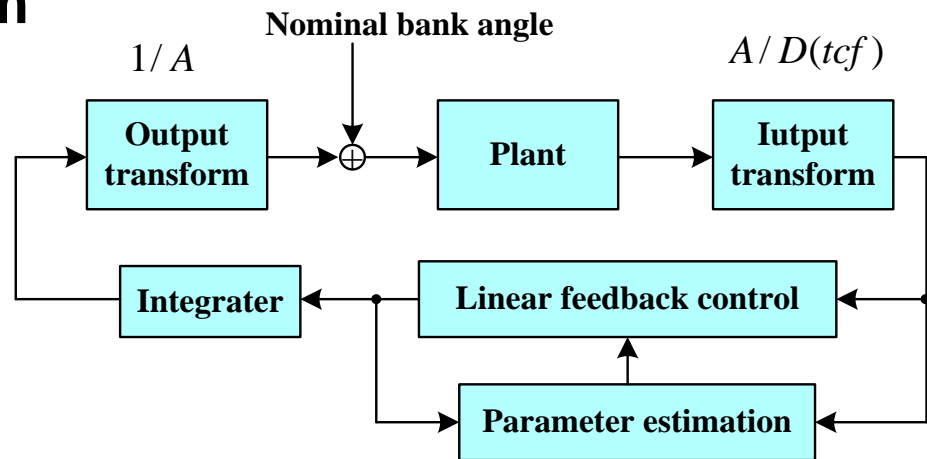 n
Nominal bank angle
1/ A
A/ D(tcf)
Output
transform
Plant
Iutput
transform
Integrater
Linear feedback control
Parameter estimation